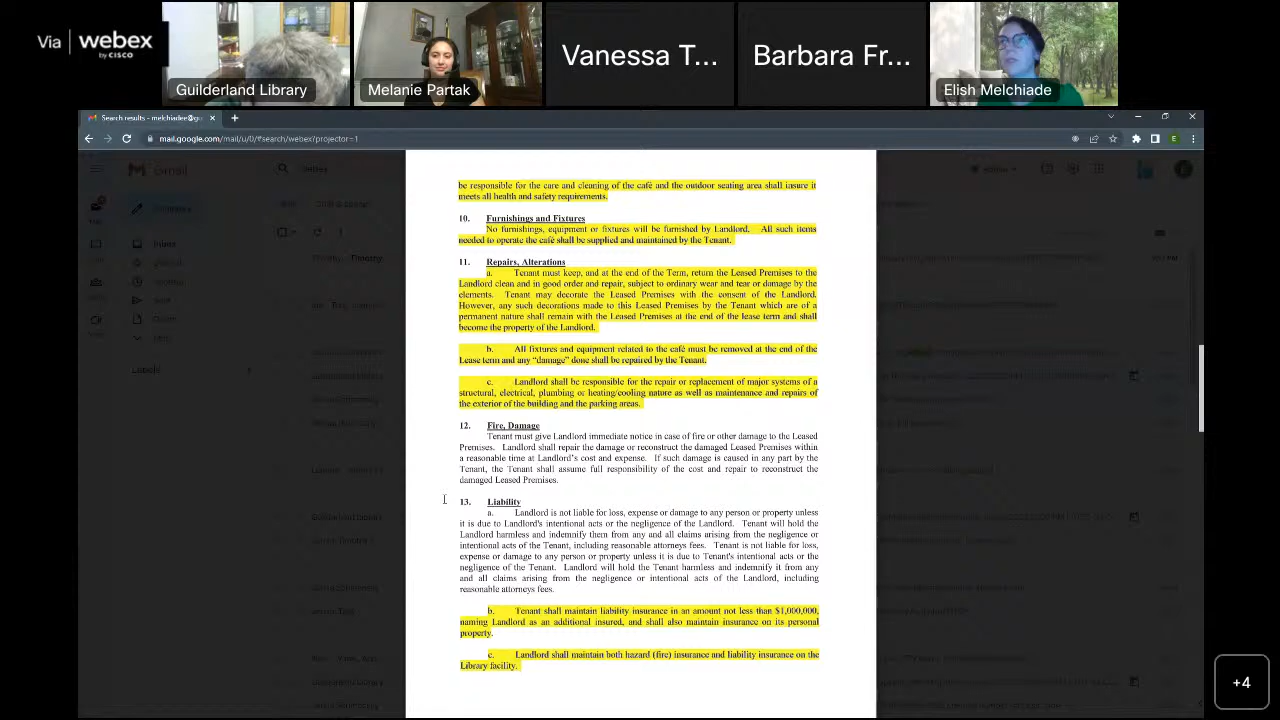 Via webex
by CISCO
Guilderland Library
Melanie Partak
Vanessa T...
Barbara Fr...
Elish Melchiade
Search results - melchiadee@gu
mail.google.com/mail/u/0/#search/webex?projector=1
E
Gmail
webex
Inbox
Labels
be responsible for the care and cleaning of the café and the outdoor seating area shall insure it
meets all health and safety requirements.
10. Furnishings and Fixtures
No furnishings, equipment or fixtures will be furnished by Landlord. All such items
needed to operate the café shall be supplied and maintained by the Tenant.
11. Repairs, Alterations
a. Tenant must keep, and at the end of the Term, return the Leased Premises to the
Landlord clean and in good order and repair, subject to ordinary wear and tear or damage by the
elements. Tenant may decorate the Leased Premises with the consent of the Landlord.
However, any such decorations made to this Leased Premises by the Tenant which are of a
permanent nature shall remain with the Leased Premises at the end of the lease term and shall
become the property of the Landlord.
b. All fixtures and equipment related to the café must be removed at the end of the
Lease term and any “damage” done shall be repaired by the Tenant.
c. Landlord shall be responsible for the repair or replacement of major systems of a
structural, electrical, plumbing or heating/cooling nature as well as maintenance and repairs of
the exterior of the building and the parking areas.
12. Fire, Damage
Tenant must give Landlord immediate notice in case of fire or other damage to the Leased
Premises. Landlord shall repair the damage or reconstruct the damaged Leased Premises within
a reasonable time at Landlord's cost and expense. If such damage is caused in any part by the
Tenant, the Tenant shall assume full responsibility of the cost and repair to reconstruct the
damaged Leased Premises.
13. Liability
a. Landlord is not liable for loss, expense or damage to any person or property unless
it is due to Landlord's intentional acts or the negligence of the Landlord. Tenant will hold the
Landlord harmless and indemnify them from any and all claims arising from the negligence or
intentional acts of the Tenant, including reasonable attorneys fees. Tenant is not liable for loss,
expense or damage to any person or property unless it is due to Tenant's intentional acts or the
negligence of the Tenant. Landlord will hold the Tenant harmless and indemnify it from any
and all claims arising from the negligence or intentional acts of the Landlord, including
reasonable attorneys fees.
b. Tenant shall maintain liability insurance in an amount not less than $1,000,000,
naming Landlord as an additional insured, and shall also maintain insurance on its personal
property.
c. Landlord shall maintain both hazard (fire) insurance and liability insurance on the
Library facility.
+4